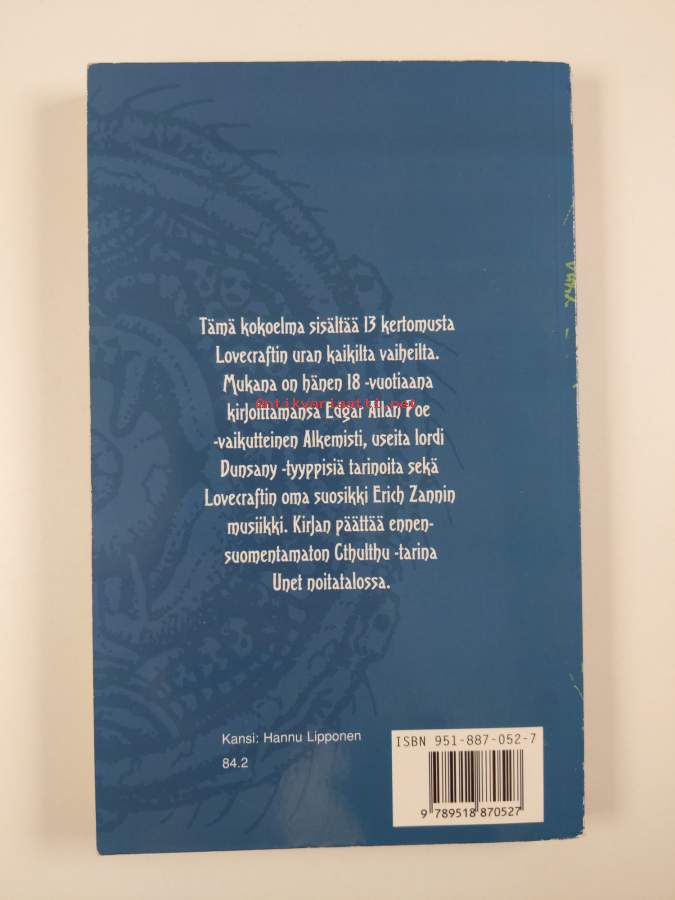 Tämä kokoelma sisältää 13 kertomusta
Lovecraftin uran kaikilta vaiheilta.
Mukana on hänen 18 -vuotiaana
Antikvariaatti.net
kirjoittamansa Edgar Allan Poe
-vaikutteinen Alkemisti, useita lordi
Dunsany -tyyppisiä tarinoita sekä
Lovecraftin oma suosikki Erich Zannin
musiikki. Kirjan päättää ennen-
suomentamaton Cthulthu -tarina
Unet noitatalossa.
Kansi: Hannu Lipponen
84.2
ISBN 951-887-052-7
9 789518 870527